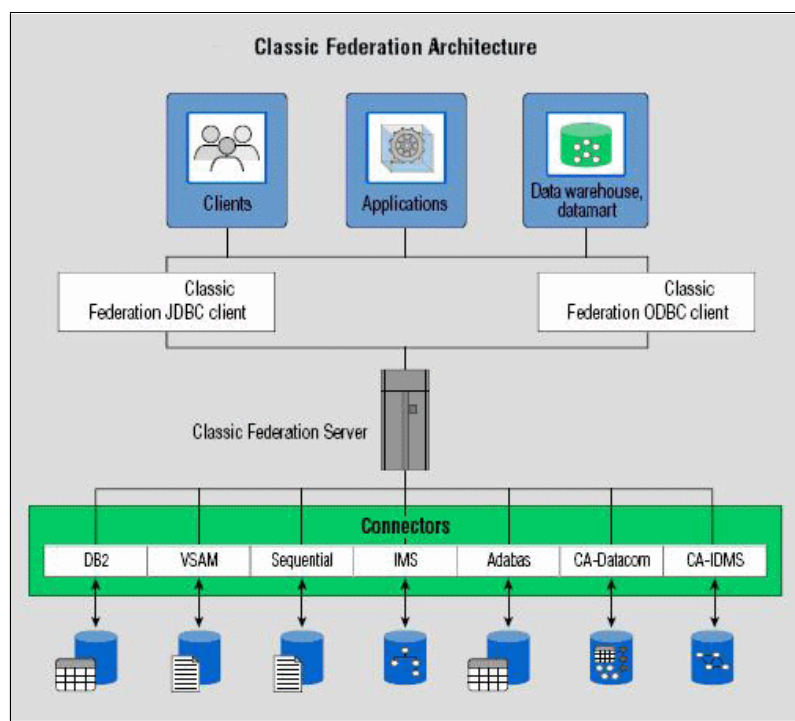 Classic Federation Architecture
Clients
Applications
Data warehouse,
datamart
Classic
Federation JDBC client
Classic
Federation ODBC client
Classic Federation Server
Connectors
DB2
VSAM
Sequential
IMS
Adabas
CA-Datacom
CA-IDMS